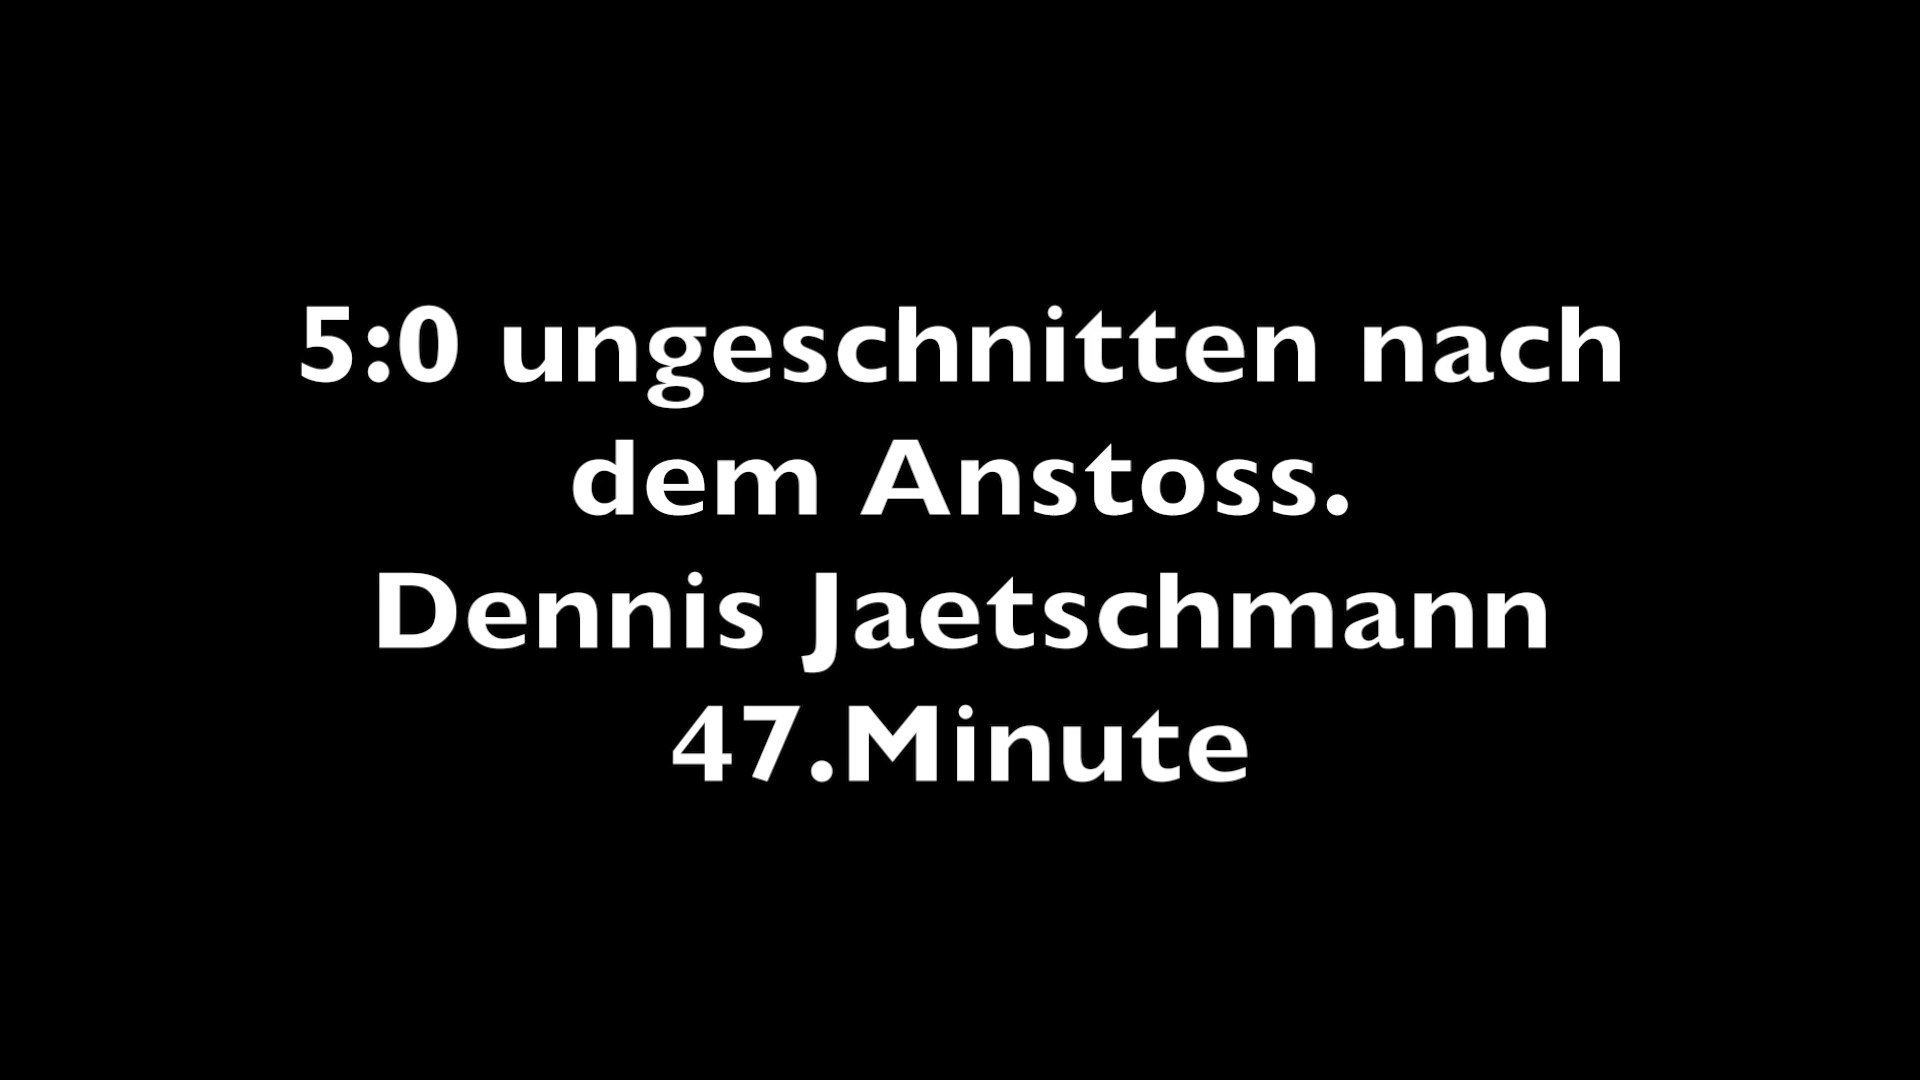 5:0 ungeschnitten nach
dem Anstoss.
Dennis Jaetschmann
47.Minute